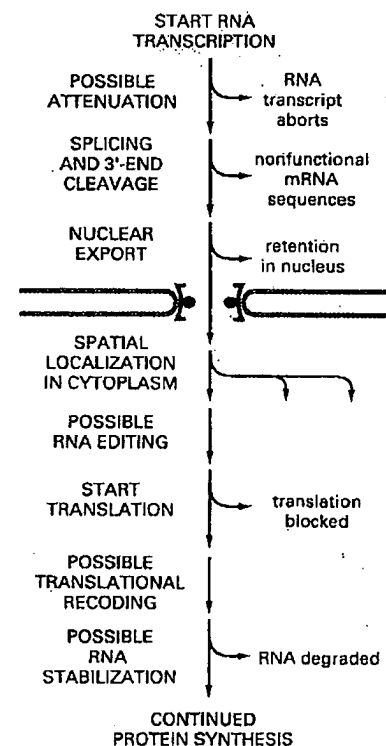 START RNA
TRANSCRIPTION
POSSIBLE
ATTENUATION
RNA
transcript
aborts
SPLICING
AND 3'-END
CLEAVAGE
nonfunctional
mRNA
sequences
NUCLEAR
EXPORT
retention
in nucleus
SPATIAL
LOCALIZATION
IN CYTOPLASM
POSSIBLE
RNA EDITING
START
TRANSLATION
translation
blocked
POSSIBLE
TRANSLATIONAL
RECODING
POSSIBLE
RNA
STABILIZATION
RNA degraded
CONTINUED
PROTEIN SYNTHESIS